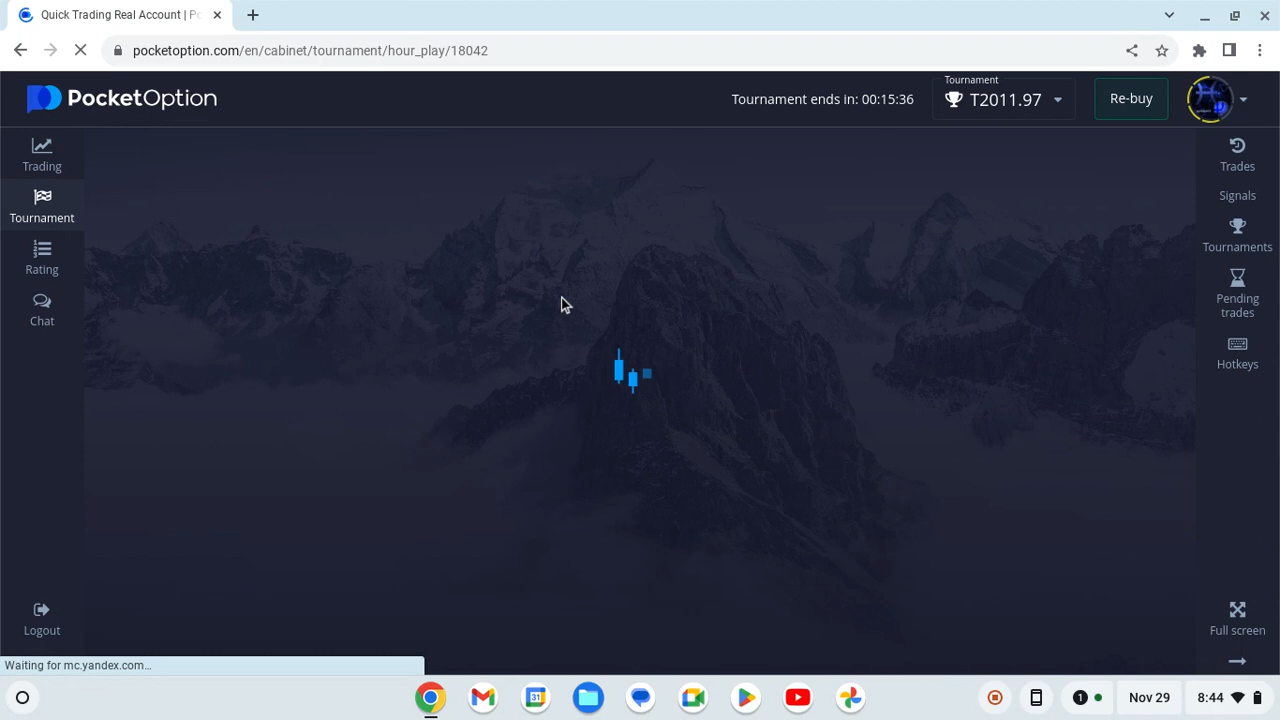 Quick Trading Real Account | Po
pocketoption.com/en/cabinet/tournament/hour_play/18042
PocketOption
Tournament ends in: 00:15:36
Tournament
T2011.97
Re-buy
Trading
Tournament
Rating
Chat
Logout
Trades
Signals
Tournaments
Pending
trades
Hotkeys
Full screen
Waiting for mc.yandex.com...
31
1
Nov 29
8:44